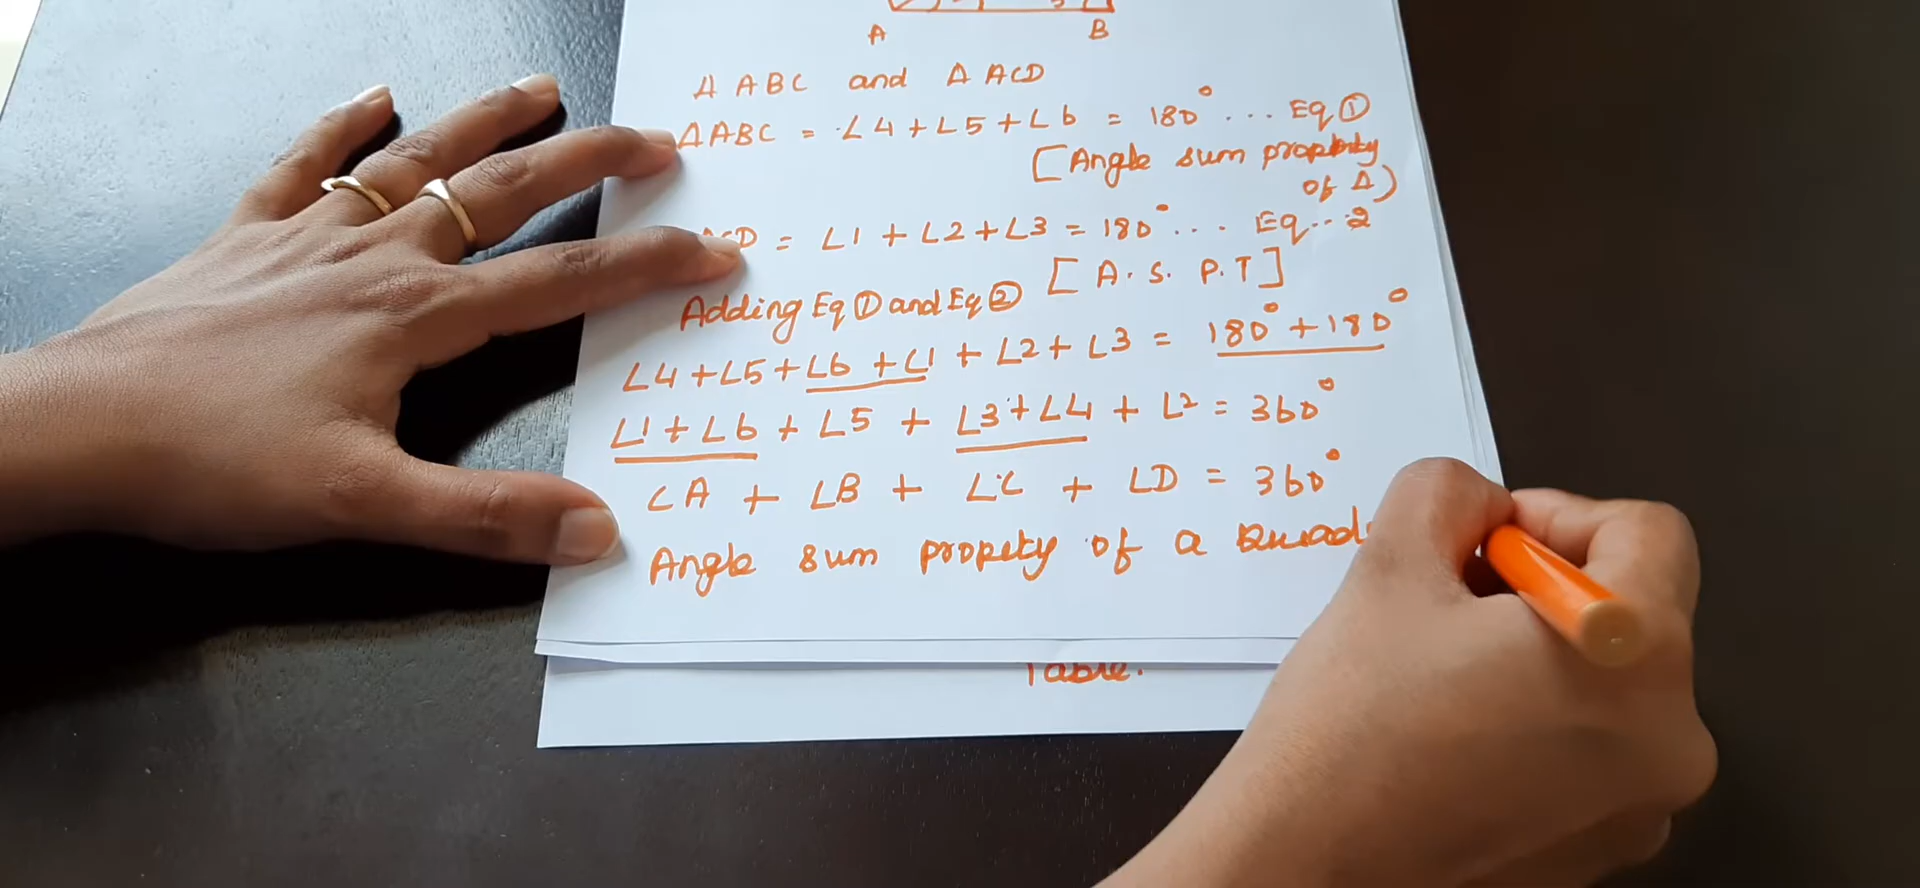 A B
Δ ABC and Δ ACD
ΔABC = ∠4 + ∠5 + ∠6 = 180° ... Eq ①
[Angle sum property
of Δ)
ACD = ∠1 + ∠2 + ∠3 = 180° ... Eq...2
[A. S. P. T]
Adding Eq ① and Eq ②
∠4 + ∠5 + ∠6 + ∠1 + ∠2 + ∠3 = 180° + 180°
∠1 + ∠6 + ∠5 + ∠3 + ∠4 + ∠2 = 360°
∠A + ∠B + ∠C + ∠D = 360°
Angle sum propety of a Quad
Table.